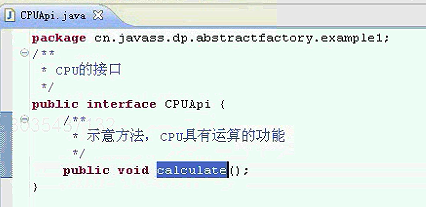 CPUApi.java
package cn.javass.dp.abstractfactory.example1;
/**
 * CPU的接口
 */
public interface CPUApi {
/**
 * 示意方法，CPU具有运算的功能
 */
public void calculate();
}